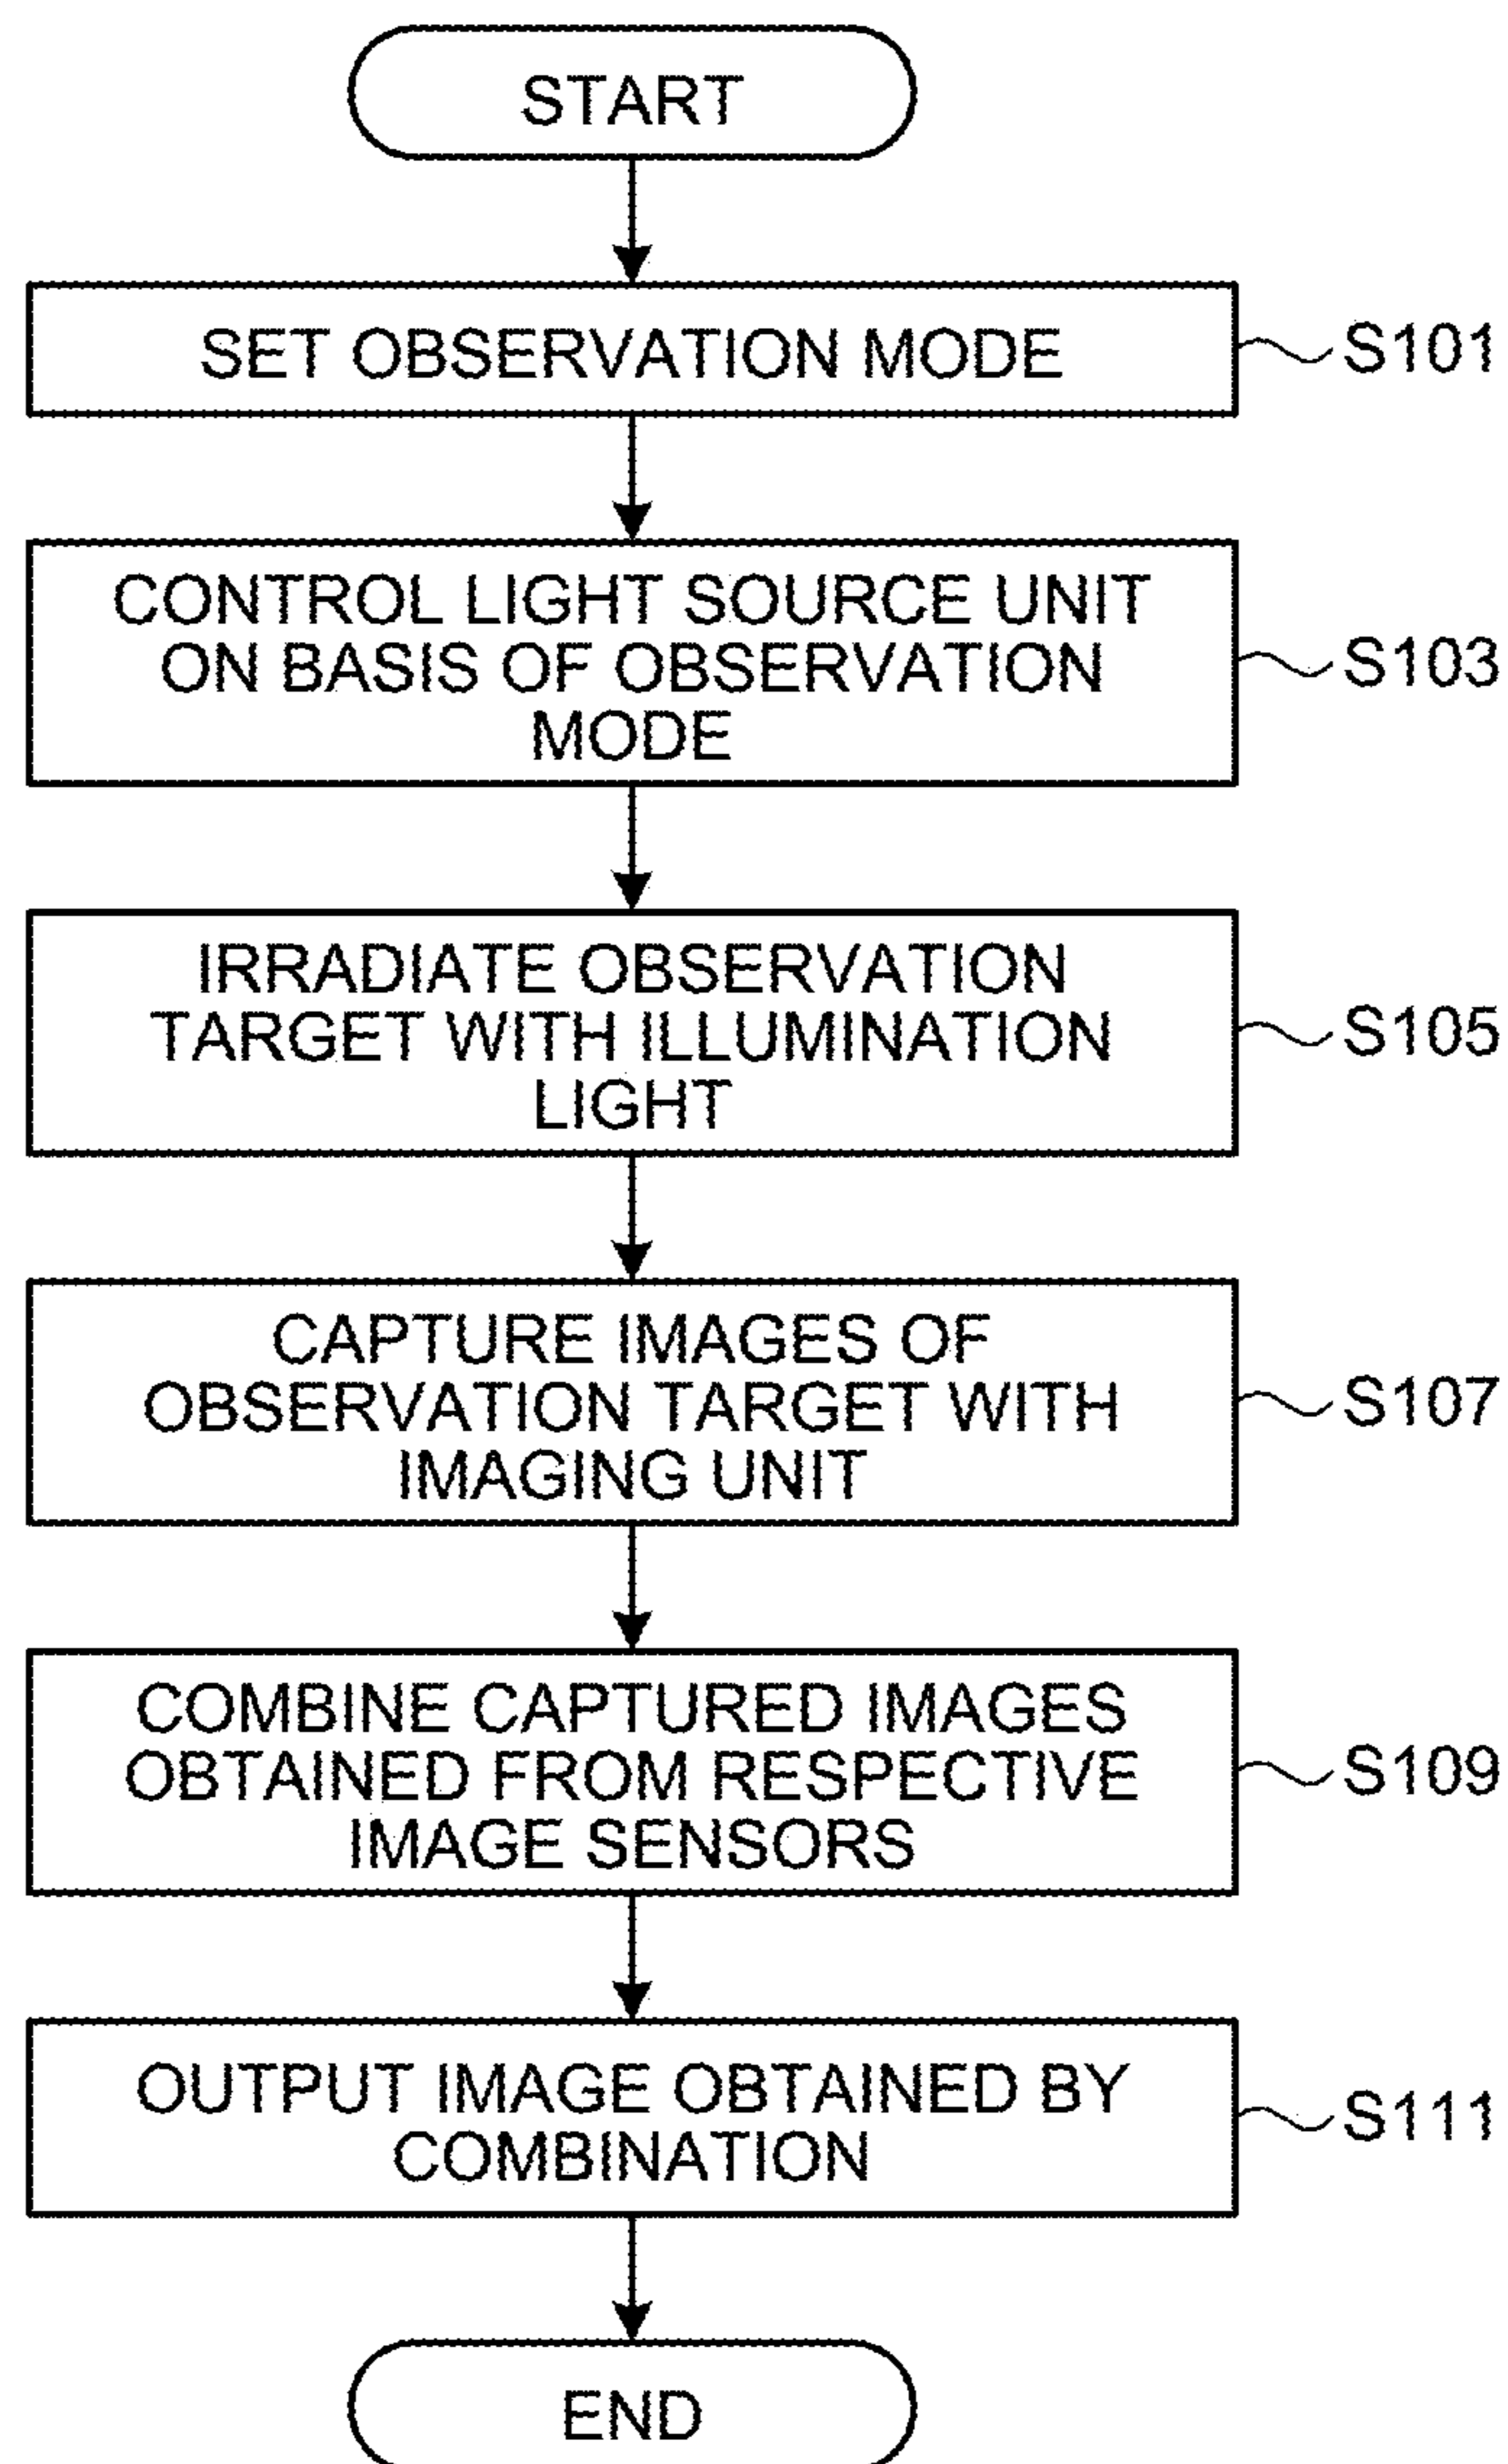 START
SET OBSERVATION MODE
S101
CONTROL LIGHT SOURCE UNIT
ON BASIS OF OBSERVATION
MODE
S103
IRRADIATE OBSERVATION
TARGET WITH ILLUMINATION
LIGHT
S105
CAPTURE IMAGES OF
OBSERVATION TARGET WITH
IMAGING UNIT
S107
COMBINE CAPTURED IMAGES
OBTAINED FROM RESPECTIVE
IMAGE SENSORS
S109
OUTPUT IMAGE OBTAINED BY
COMBINATION
S111
END